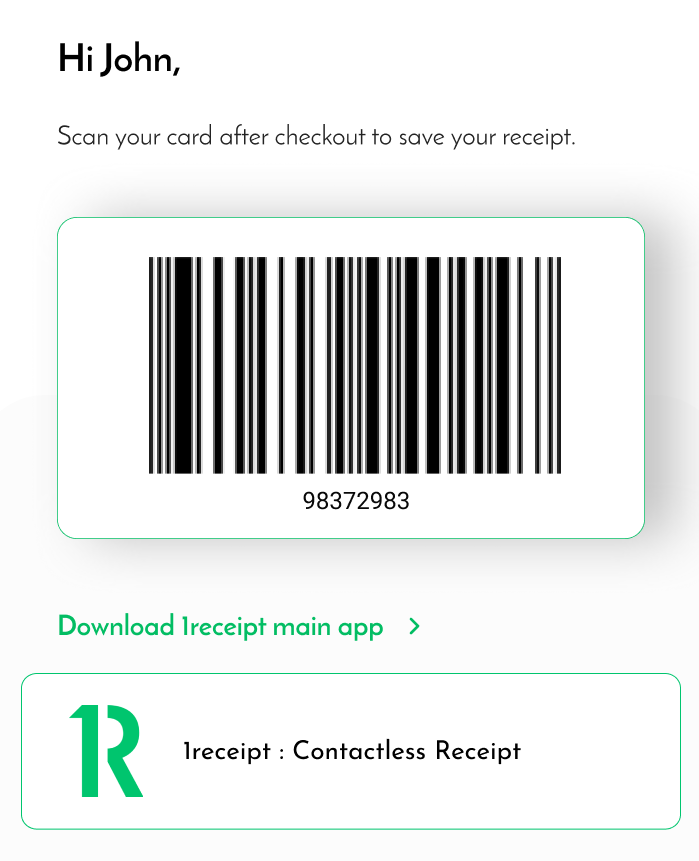 Hi John,
Scan your card after checkout to save your receipt.
98372983
Download 1receipt main app >
1R
1receipt : Contactless Receipt